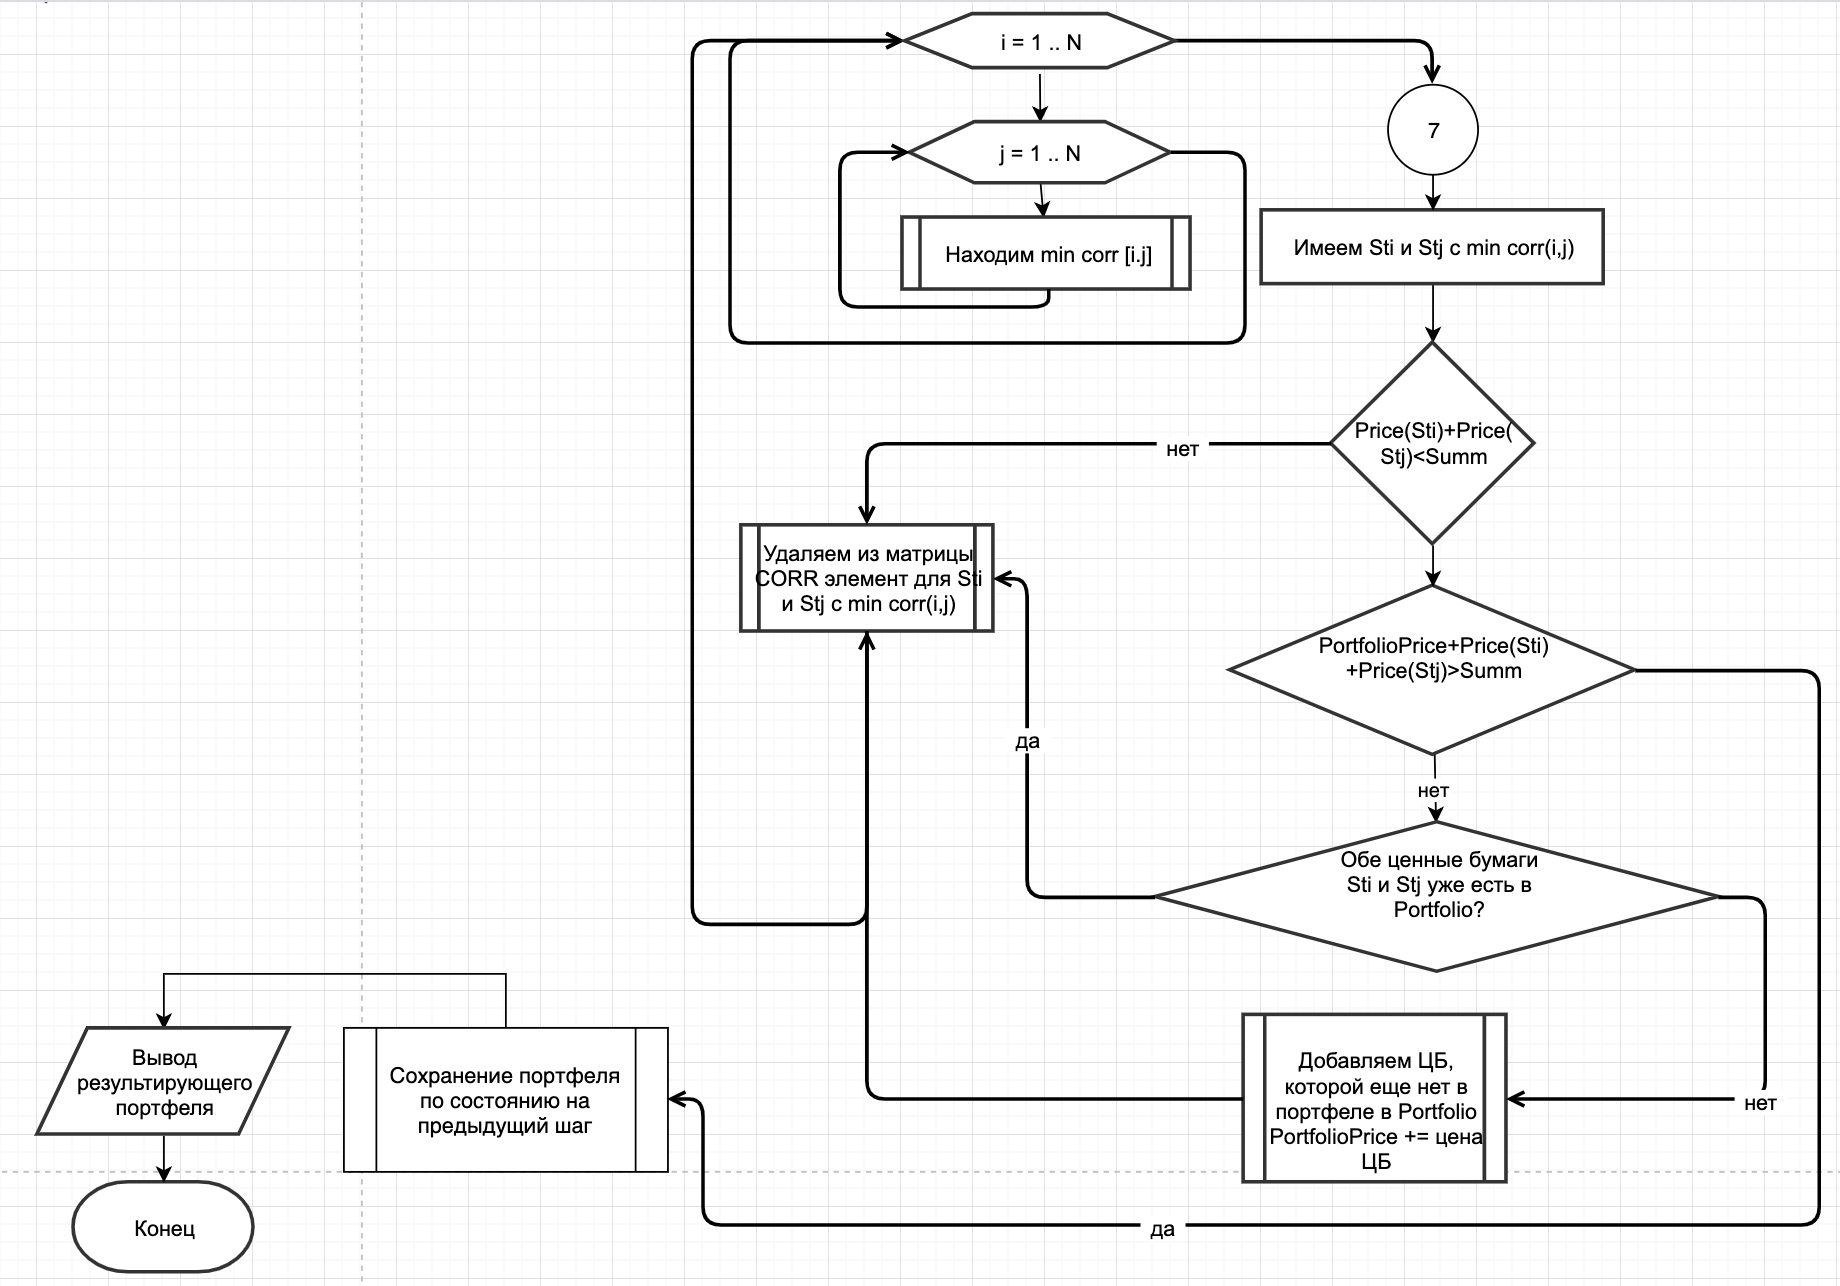 i = 1 .. N
7
j = 1 .. N
Находим min corr [i.j]
Имеем Sti и Stj с min corr(i,j)
Price(Sti)+Price(
Stj)<Summ
нет
Удаляем из матрицы
CORR элемент для Sti
и Stj с min corr(i,j)
PortfolioPrice+Price(Sti)
+Price(Stj)>Summ
да
нет
Обе ценные бумаги
Sti и Stj уже есть в
Portfolio?
нет
Добавляем ЦБ,
которой еще нет в
портфеле в Portfolio
PortfolioPrice += цена
ЦБ
Сохранение портфеля
по состоянию на
предыдущий шаг
Вывод
результирующего
портфеля
да
Конец